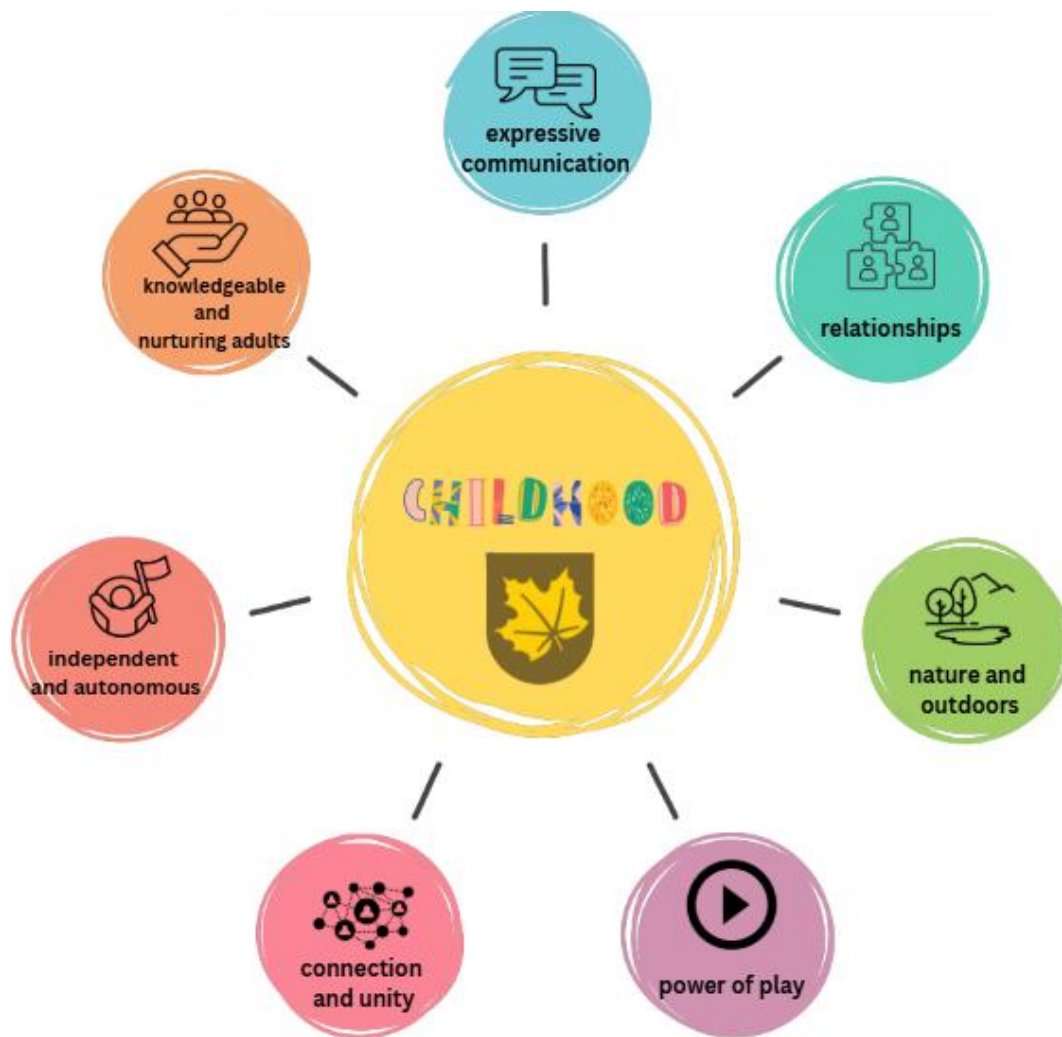 expressive
communication
knowledgeable
and
nurturing adults
relationships
CHILDHOOD
independent
and autonomous
nature and
outdoors
connection
and unity
power of play